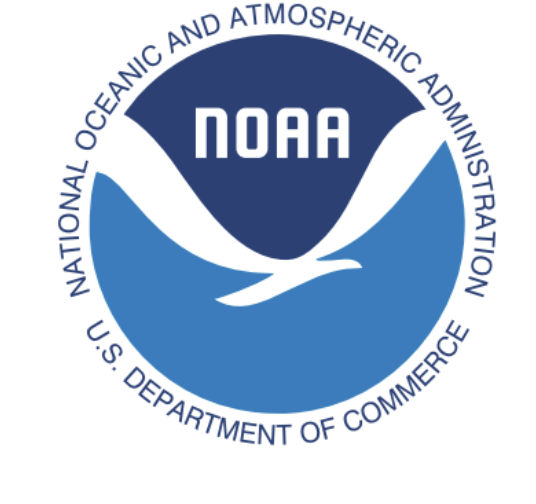 NATIONAL OCEANIC AND ATMOSPHERIC ADMINISTRATION
NOAA
U.S. DEPARTMENT OF COMMERCE